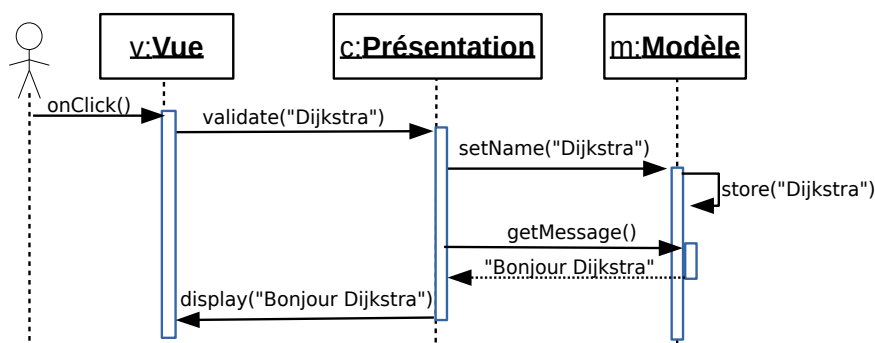 v:Vue
c:Présentation
m:Modèle
onClick()
validate("Dijkstra")
setName("Dijkstra")
store("Dijkstra")
getMessage()
"Bonjour Dijkstra"
display("Bonjour Dijkstra")